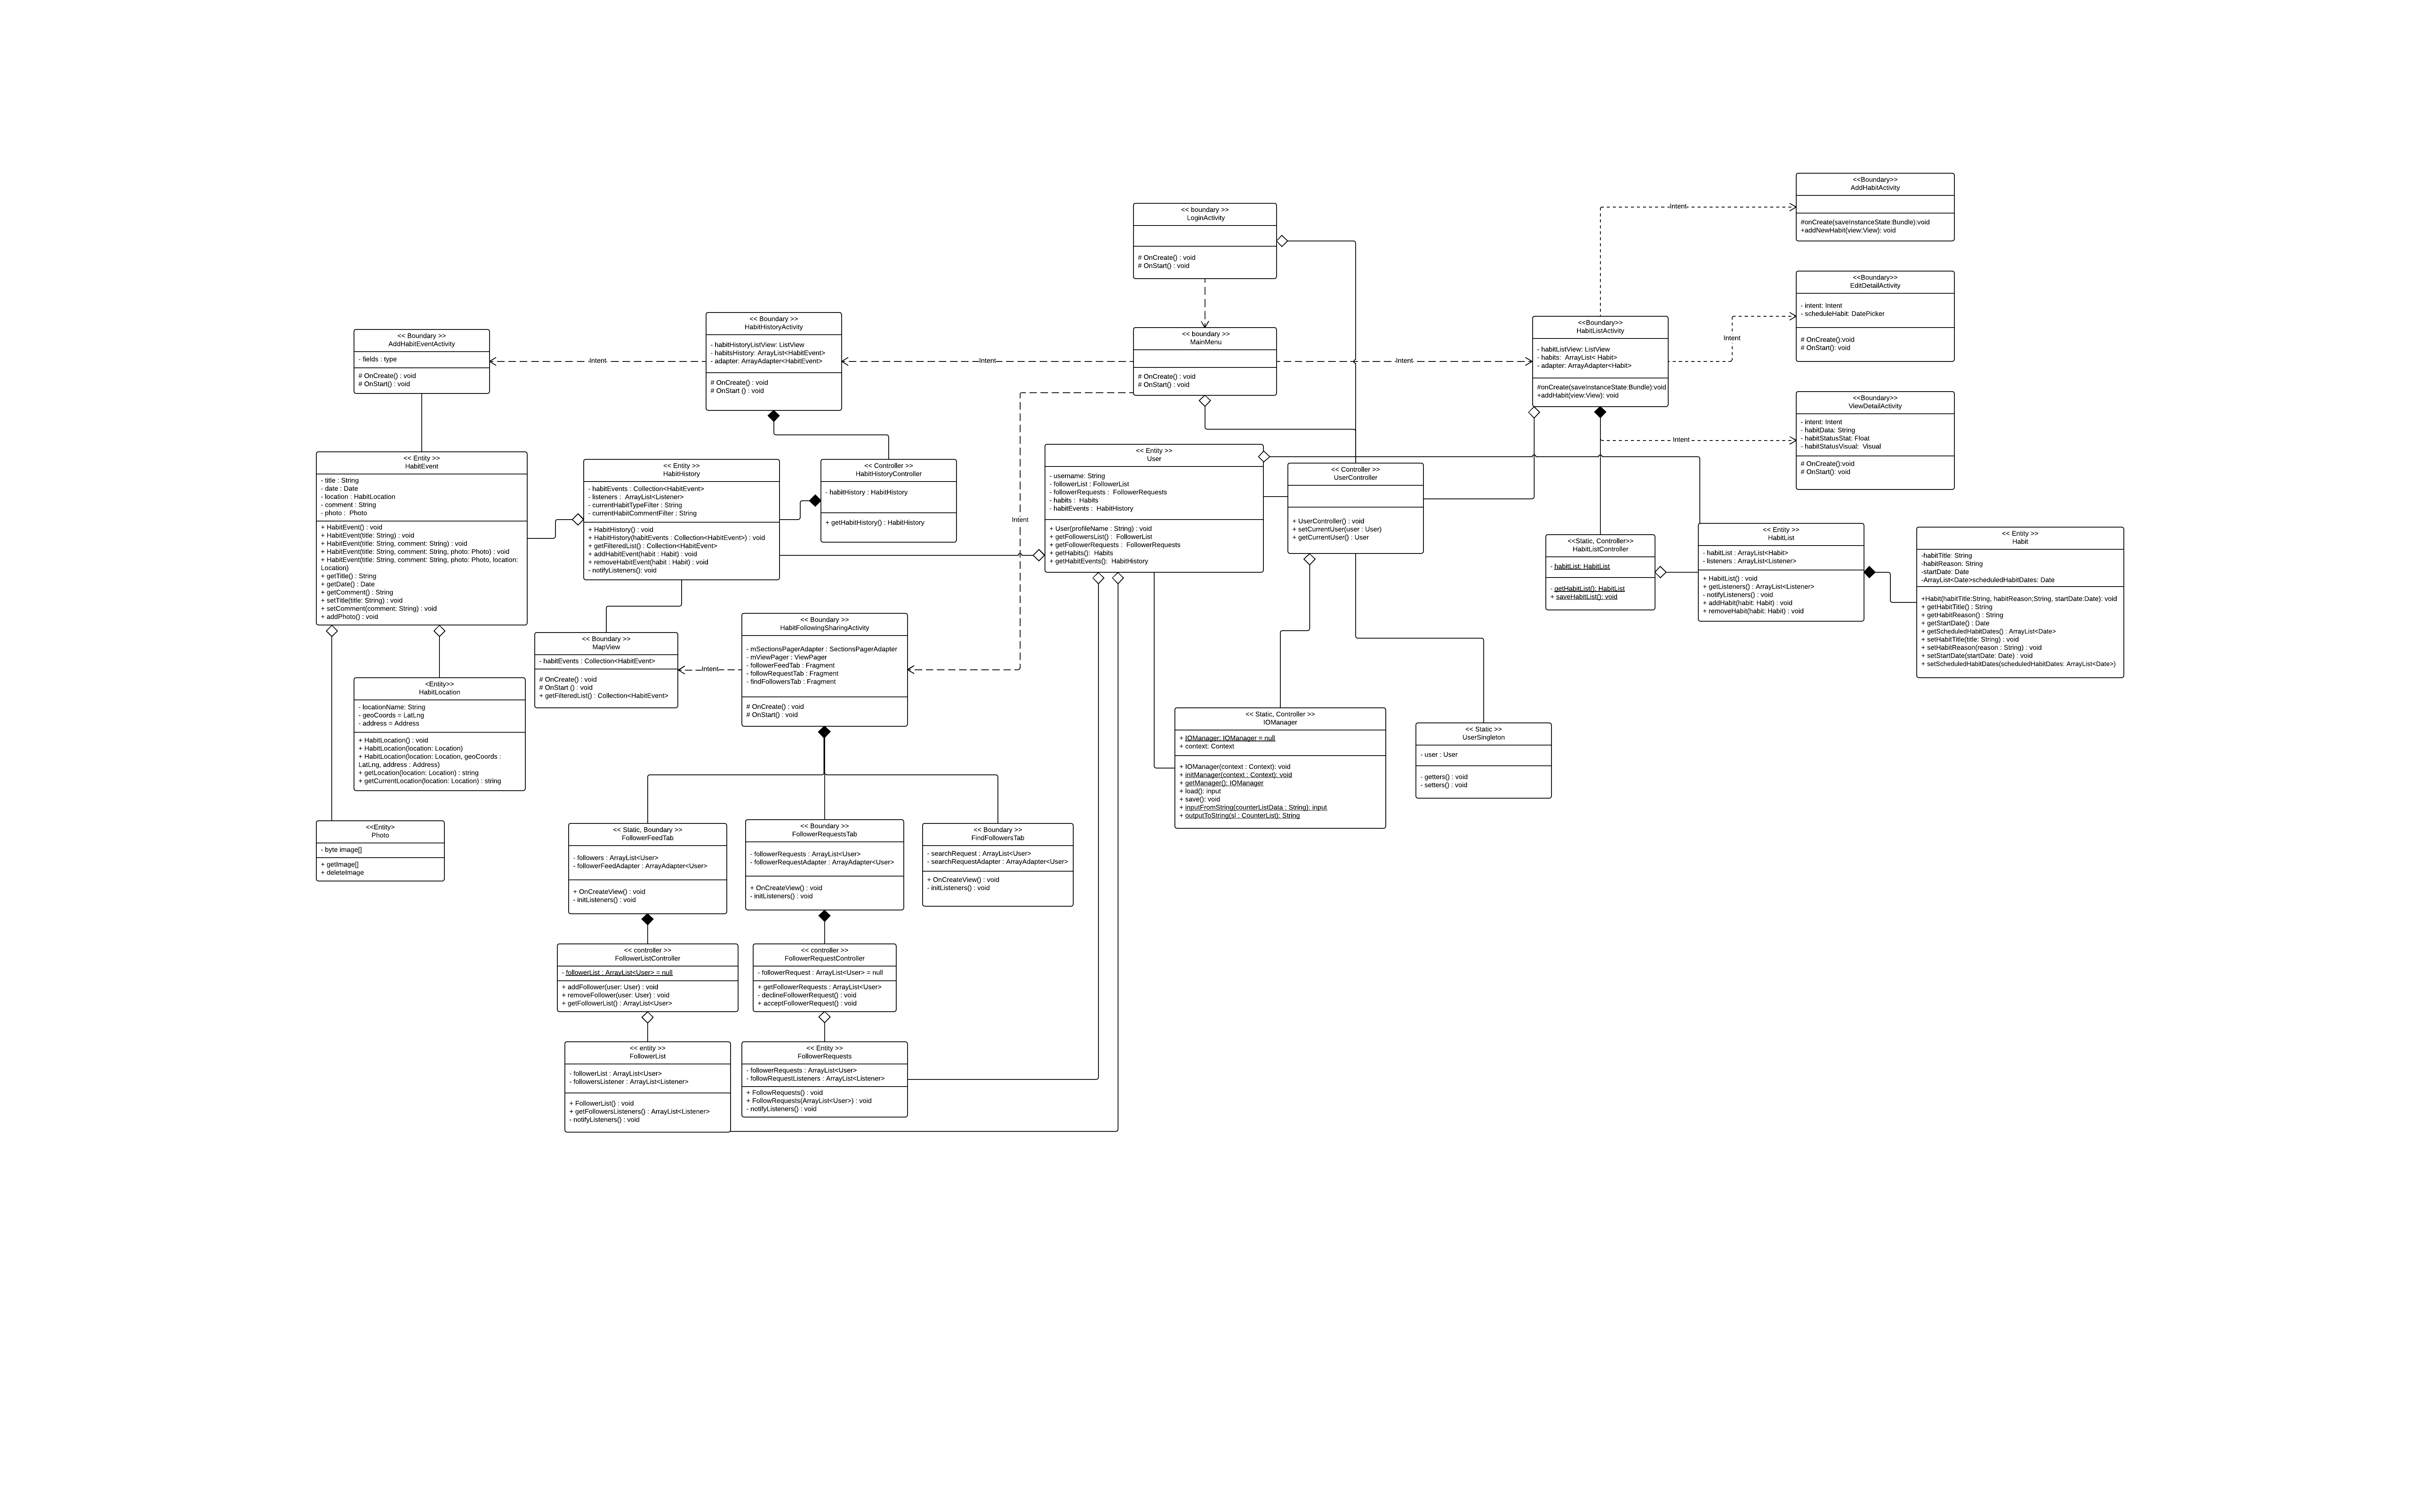 <<Boundary>>
AddHabitActivity
#onCreate(saveInstanceState:Bundle):void
+addNewHabit(view:View): void
<< boundary >>
LoginActivity
# OnCreate() : void
# OnStart() : void
Intent
<<Boundary>>
EditDetailActivity
- intent: Intent
- scheduleHabit: DatePicker
# OnCreate():void
# OnStart(): void
Intent
<< Boundary >>
AddHabitEventActivity
- fields : type
# OnCreate() : void
# OnStart() : void
Intent
<< Boundary >>
HabitHistoryActivity
- habitHistoryListView: ListView
- habitsHistory: ArrayList<HabitEvent>
- adapter: ArrayAdapter<HabitEvent>
# OnCreate() : void
# OnStart () : void
Intent
<< boundary >>
MainMenu
# OnCreate() : void
# OnStart() : void
Intent
<<Boundary>>
HabitListActivity
- habitListView: ListView
- habits:  ArrayList< Habit>
- adapter: ArrayAdapter<Habit>
#onCreate(saveInstanceState:Bundle):void
+addHabit(view:View): void
<<Boundary>>
ViewDetailActivity
- intent: Intent
- habitData: String
- habitStatusStat: Float
- habitStatusVisual:  Visual
# OnCreate():void
# OnStart(): void
Intent
<< Entity >>
HabitEvent
- title : String
- date : Date
- location : HabitLocation
- comment : String
- photo :  Photo
+ HabitEvent() : void
+ HabitEvent(title: String) : void
+ HabitEvent(title: String, comment: String) : void
+ HabitEvent(title: String, comment: String, photo: Photo) : void
+ HabitEvent(title: String, comment: String, photo: Photo, location:
Location)
+ getTitle() : String
+ getDate() : Date
+ getComment() : String
+ setTitle(title: String) : void
+ setComment(comment: String) : void
+ addPhoto() : void
<< Entity >>
HabitHistory
- habitEvents : Collection<HabitEvent>
- listeners :  ArrayList<Listener>
- currentHabitTypeFilter : String
- currentHabitCommentFilter : String
+ HabitHistory() : void
+ HabitHistory(habitEvents : Collection<HabitEvent>) : void
+ getFilteredList() : Collection<HabitEvent>
+ addHabitEvent(habit : Habit) : void
+ removeHabitEvent(habit : Habit) : void
- notifyListeners(): void
<< Controller >>
HabitHistoryController
- habitHistory : HabitHistory
+ getHabitHistory() : HabitHistory
Intent
<< Entity >>
User
- username: String
- followerList : FollowerList
- followerRequests :  FollowerRequests
- habits :  Habits
- habitEvents :  HabitHistory
+ User(profileName : String) : void
+ getFollowersList() :  FollowerList
+ getFollowerRequests :  FollowerRequests
+ getHabits():  Habits
+ getHabitEvents():  HabitHistory
<< Controller >>
UserController
+ UserController() : void
+ setCurrentUser(user : User)
+ getCurrentUser() : User
<<Static, Controller>>
HabitListController
- habitList: HabitList
- getHabitList(): HabitList
+ saveHabitList(): void
<< Entity >>
HabitList
- habitList : ArrayList<Habit>
- listeners : ArrayList<Listener>
+ HabitList() : void
+ getListeners() : ArrayList<Listener>
- notifyListeners() : void
+ addHabit(habit: Habit) : void
+ removeHabit(habit: Habit) : void
<< Entity >>
Habit
-habitTitle: String
-habitReason: String
-startDate: Date
-ArrayList<Date>scheduledHabitDates: Date
+Habit(habitTitle:String, habitReason;String, startDate:Date): void
+ getHabitTitle() : String
+ getHabitReason() : String
+ getStartDate() : Date
+ getScheduledHabitDates() : ArrayList<Date>
+ setHabitTitle(title: String) : void
+ setHabitReason(reason : String) : void
+ setStartDate(startDate: Date) : void
+ setScheduledHabitDates(scheduledHabitDates: ArrayList<Date>)
<Entity>>
HabitLocation
- locationName: String
- geoCoords = LatLng
- address = Address
+ HabitLocation() : void
+ HabitLocation(location: Location)
+ HabitLocation(location: Location, geoCoords :
LatLng, address : Address)
+ getLocation(location: Location) : string
+ getCurrentLocation(location: Location) : string
<< Boundary >>
MapView
- habitEvents : Collection<HabitEvent>
# OnCreate() : void
# OnStart () : void
+ getFilteredList() : Collection<HabitEvent>
Intent
<< Boundary >>
HabitFollowingSharingActivity
- mSectionsPagerAdapter : SectionsPagerAdapter
- mViewPager : ViewPager
- followerFeedTab : Fragment
- followRequestTab : Fragment
- findFollowersTab : Fragment
# OnCreate() : void
# OnStart() : void
<< Static, Controller >>
IOManager
+ IOManager: IOManager = null
+ context: Context
+ IOManager(context : Context): void
+ initManager(context : Context): void
+ getManager(): IOManager
+ load(): input
+ save(): void
+ inputFromString(counterListData : String): input
+ outputToString(sl : CounterList): String
<< Static >>
UserSingleton
- user : User
- getters() : void
- setters() : void
<<Entity>
Photo
- byte image[]
+ getImage[]
+ deleteImage
<< Static, Boundary >>
FollowerFeedTab
- followers : ArrayList<User>
- followerFeedAdapter : ArrayAdapter<User>
+ OnCreateView() : void
- initListeners() : void
<< Boundary >>
FollowerRequestsTab
- followerRequests : ArrayList<User>
- followerRequestAdapter : ArrayAdapter<User>
+ OnCreateView() : void
- initListeners() : void
<< Boundary >>
FindFollowersTab
- searchRequest : ArrayList<User>
- searchRequestAdapter : ArrayAdapter<User>
+ OnCreateView() : void
- initListeners() : void
<< controller >>
FollowerListController
- followerList : ArrayList<User> = null
+ addFollower(user: User) : void
+ removeFollower(user: User) : void
+ getFollowerList() : ArrayList<User>
<< controller >>
FollowerRequestController
- followerRequest : ArrayList<User> = null
+ getFollowerRequests : ArrayList<User>
- declineFollowerRequest() : void
+ acceptFollowerRequest() : void
<< entity >>
FollowerList
- followerList : ArrayList<User>
- followersListener : ArrayList<Listener>
+ FollowerList() : void
+ getFollowersListeners() : ArrayList<Listener>
- notifyListeners() : void
<< Entity >>
FollowerRequests
- followerRequests : ArrayList<User>
- followRequestListeners : ArrayList<Listener>
+ FollowRequests() : void
+ FollowRequests(ArrayList<User>) : void
- notifyListeners() : void